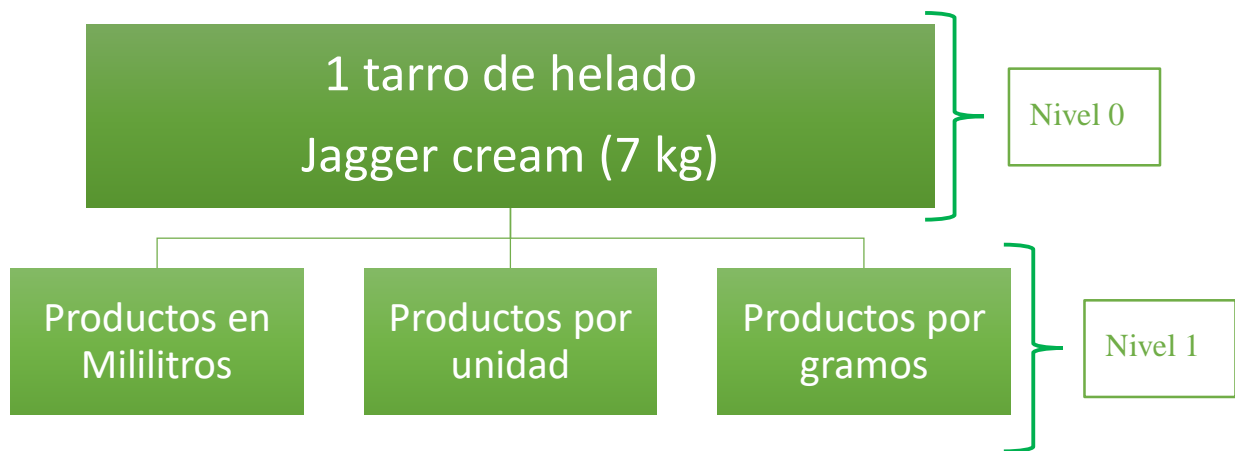 1 tarro de helado
Jagger cream (7 kg)
Nivel 0
Productos en
Mililitros
Productos por
unidad
Productos por
gramos
Nivel 1